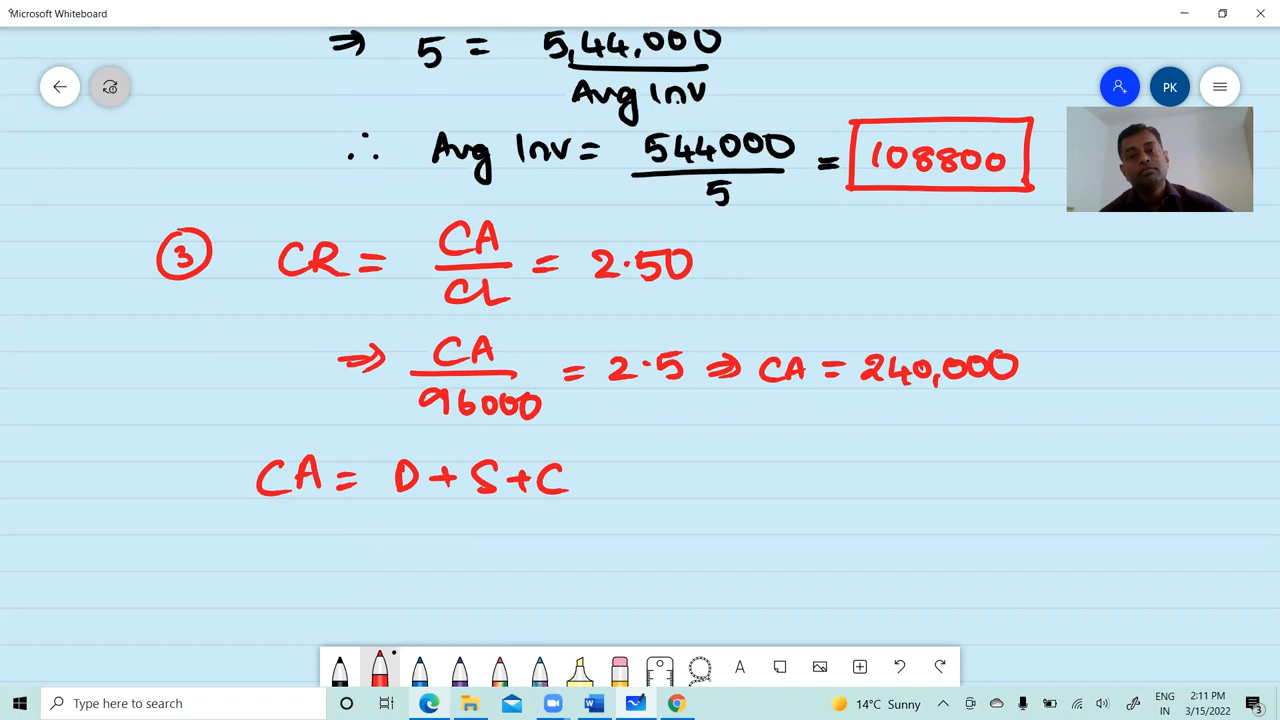 Microsoft Whiteboard
⇒ 5 = 5,44,000 / Avg Inv
PK
∴ Avg Inv = 544000 / 5 = 108800
③ CR = CA / CL = 2.50
⇒ CA / 96000 = 2.5 ⇒ CA = 240,000
CA = D + S + C
A
Type here to search
14°C Sunny
ENG
IN
2:11 PM
3/15/2022
3